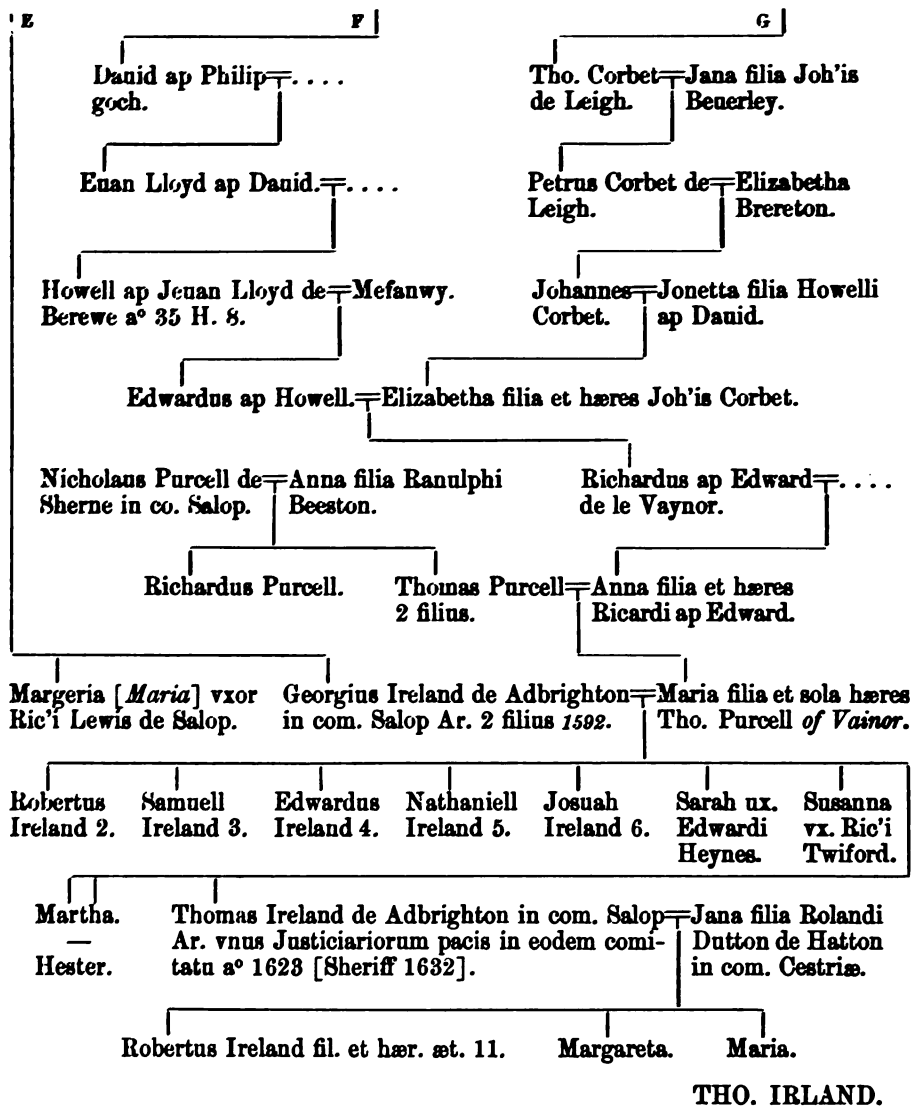 E F G
Dauid ap Philip=.... Tho. Corbet=Jana filia Joh'is
goch. de Leigh. Beuerley.
Euan Lloyd ap Dauid.=.... Petrus Corbet de=Elizabetha
Leigh. Brereton.
Howell ap Jeuan Lloyd de=Mefanwy. Johannes=Jonetta filia Howelli
Berewe aº 35 H. 8. Corbet. ap Dauid.
Edwardus ap Howell.=Elizabetha filia et hæres Joh'is Corbet.
Nicholaus Purcell de=Anna filia Ranulphi Richardus ap Edward=....
Sherne in co. Salop. Beeston. de le Vaynor.
Richardus Purcell. Thomas Purcell=Anna filia et hæres
2 filius. Ricardi ap Edward.
Margeria [Maria] vxor Georgius Ireland de Adbrighton=Maria filia et sola hæres
Ric'i Lewis de Salop. in com. Salop Ar. 2 filius 1592. Tho. Purcell of Vainor.
Robertus Samuell Edwardus Nathaniell Josuah Sarah ux. Susanna
Ireland 2. Ireland 3. Ireland 4. Ireland 5. Ireland 6. Edwardi vx. Ric'i
Heynes. Twiford.
Martha. Thomas Ireland de Adbrighton in com. Salop=Jana filia Rolandi
— Ar. vnus Justiciariorum pacis in eodem comi- Dutton de Hatton
Hester. tatu aº 1623 [Sheriff 1632]. in com. Cestriæ.
Robertus Ireland fil. et hær. æt. 11. Margareta. Maria.
THO. IRLAND.